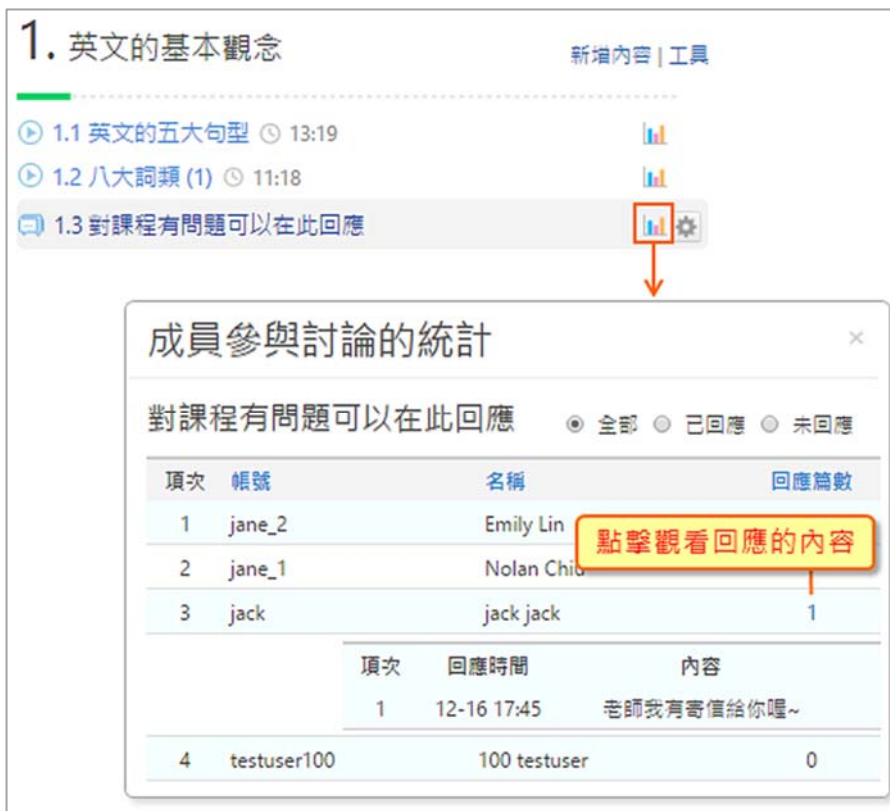 1. 英文的基本觀念
新增內容 | 工具
1.1 英文的五大句型 13:19
1.2 八大詞類 (1) 11:18
1.3 對課程有問題可以在此回應
成員參與討論的統計 ×
對課程有問題可以在此回應 全部 已回應 未回應
項次 帳號 名稱 回應篇數
1 jane_2 Emily Lin
點擊觀看回應的內容
2 jane_1 Nolan
3 jack jack jack 1
項次 回應時間 內容
1 12-16 17:45 老師我有寄信給你喔~
4 testuser100 100 testuser 0